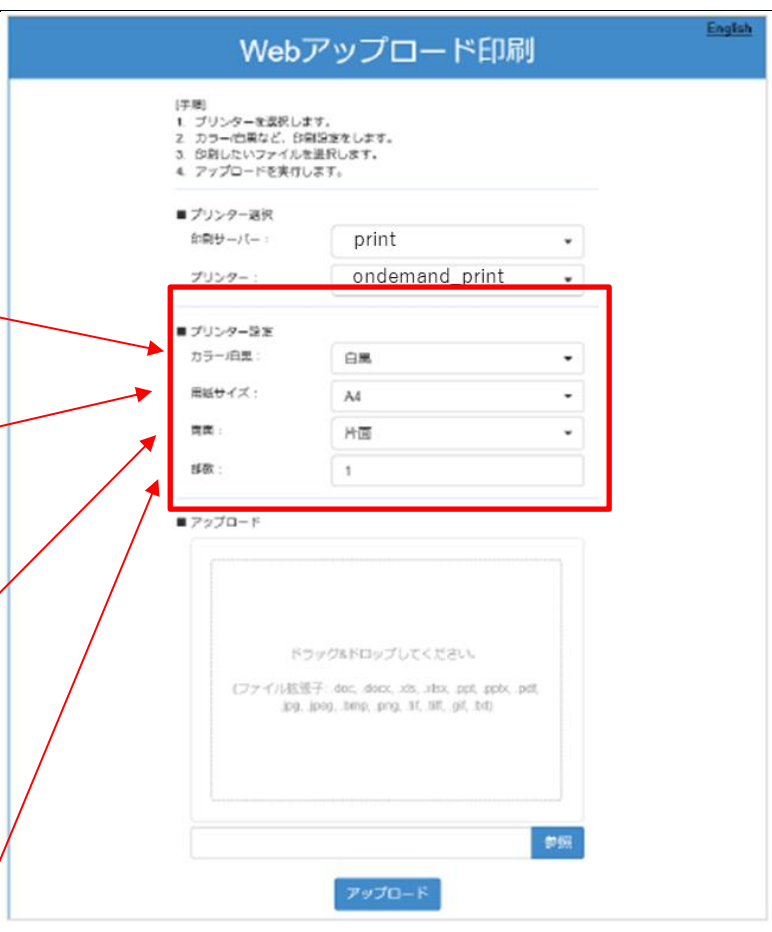 English
Webアップロード印刷
[手順]
1. プリンターを選択します。
2. カラー/白黒など、印刷設定をします。
3. 印刷したいファイルを選択します。
4. アップロードを実行します。
■ プリンター選択
印刷サーバー : print
プリンター : ondemand_print
■ プリンター設定
カラー/白黒 : 白黒
用紙サイズ : A4
両面 : 片面
部数 : 1
■ アップロード
ドラッグ&ドロップしてください。
(ファイル拡張子: .doc, .docx, .xls, .xlsx, .ppt, .pptx, .pdf,
.jpg, .jpeg, .bmp, .png, .tif, .tiff, .gif, .txt)
参照
アップロード